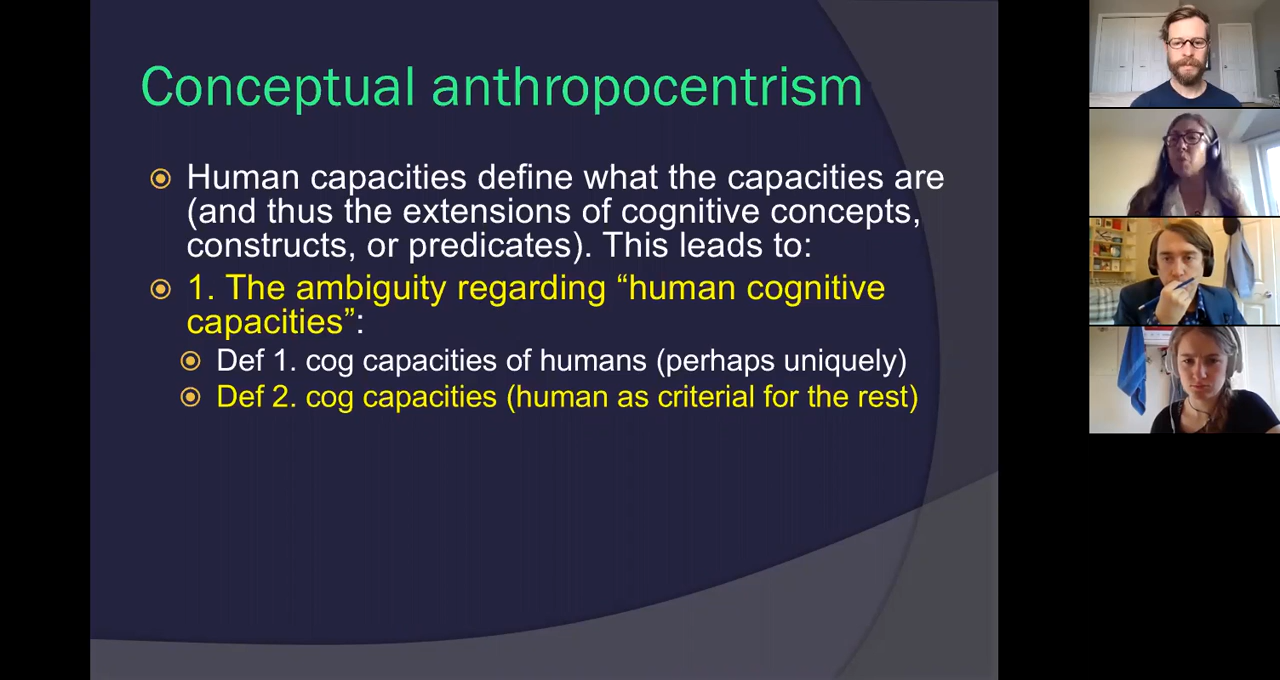 Conceptual anthropocentrism
Human capacities define what the capacities are
(and thus the extensions of cognitive concepts,
constructs, or predicates). This leads to:
1. The ambiguity regarding “human cognitive
capacities”:
Def 1. cog capacities of humans (perhaps uniquely)
Def 2. cog capacities (human as criterial for the rest)